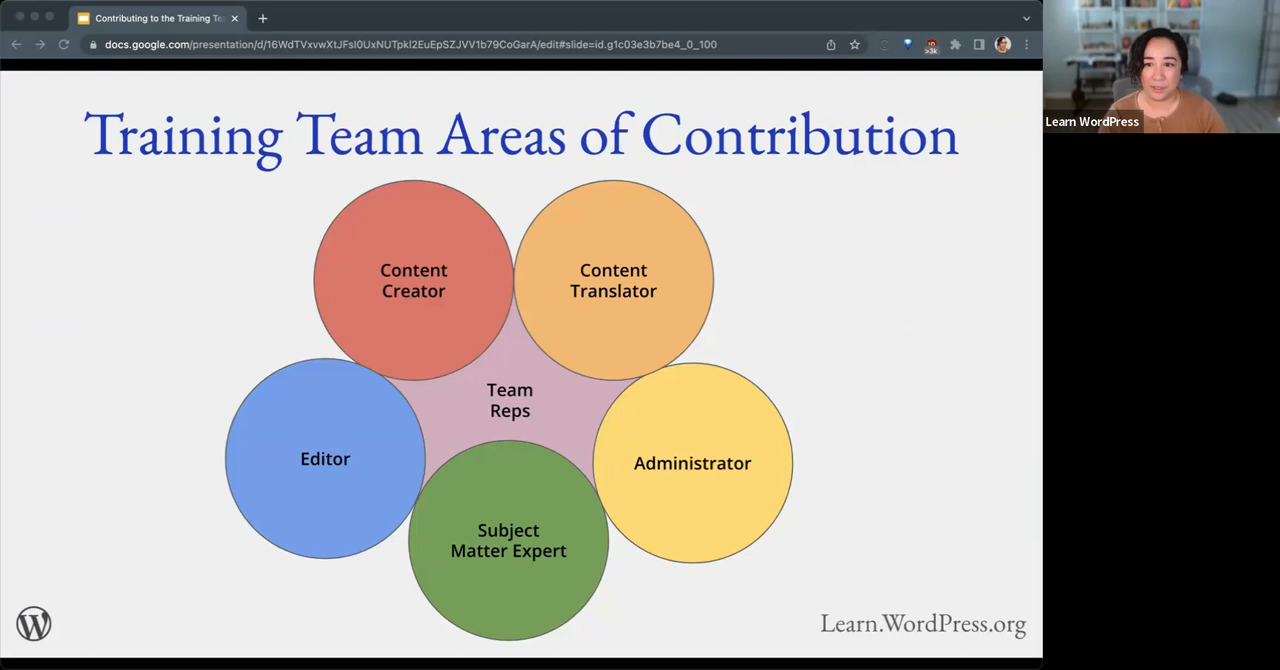 Contributing to the Training Te
docs.google.com/presentation/d/16WdTVxvwXtJFsI0UxNUTpkI2EuEpSZJVV1b79CoGarA/edit#slide=id.g1c03e3b7be4_0_100
>3k
Learn WordPress
Training Team Areas of Contribution
Content
Creator
Content
Translator
Team
Reps
Editor
Administrator
Subject
Matter Expert
Learn.WordPress.org